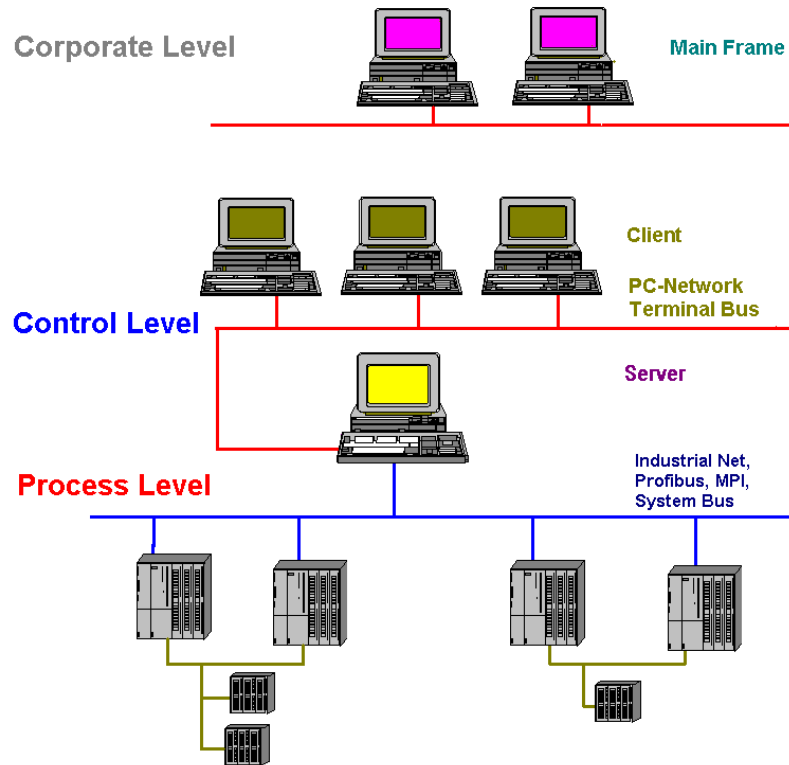 Corporate Level
Main Frame
Client
PC-Network
Terminal Bus
Control Level
Server
Industrial Net,
Profibus, MPI,
System Bus
Process Level